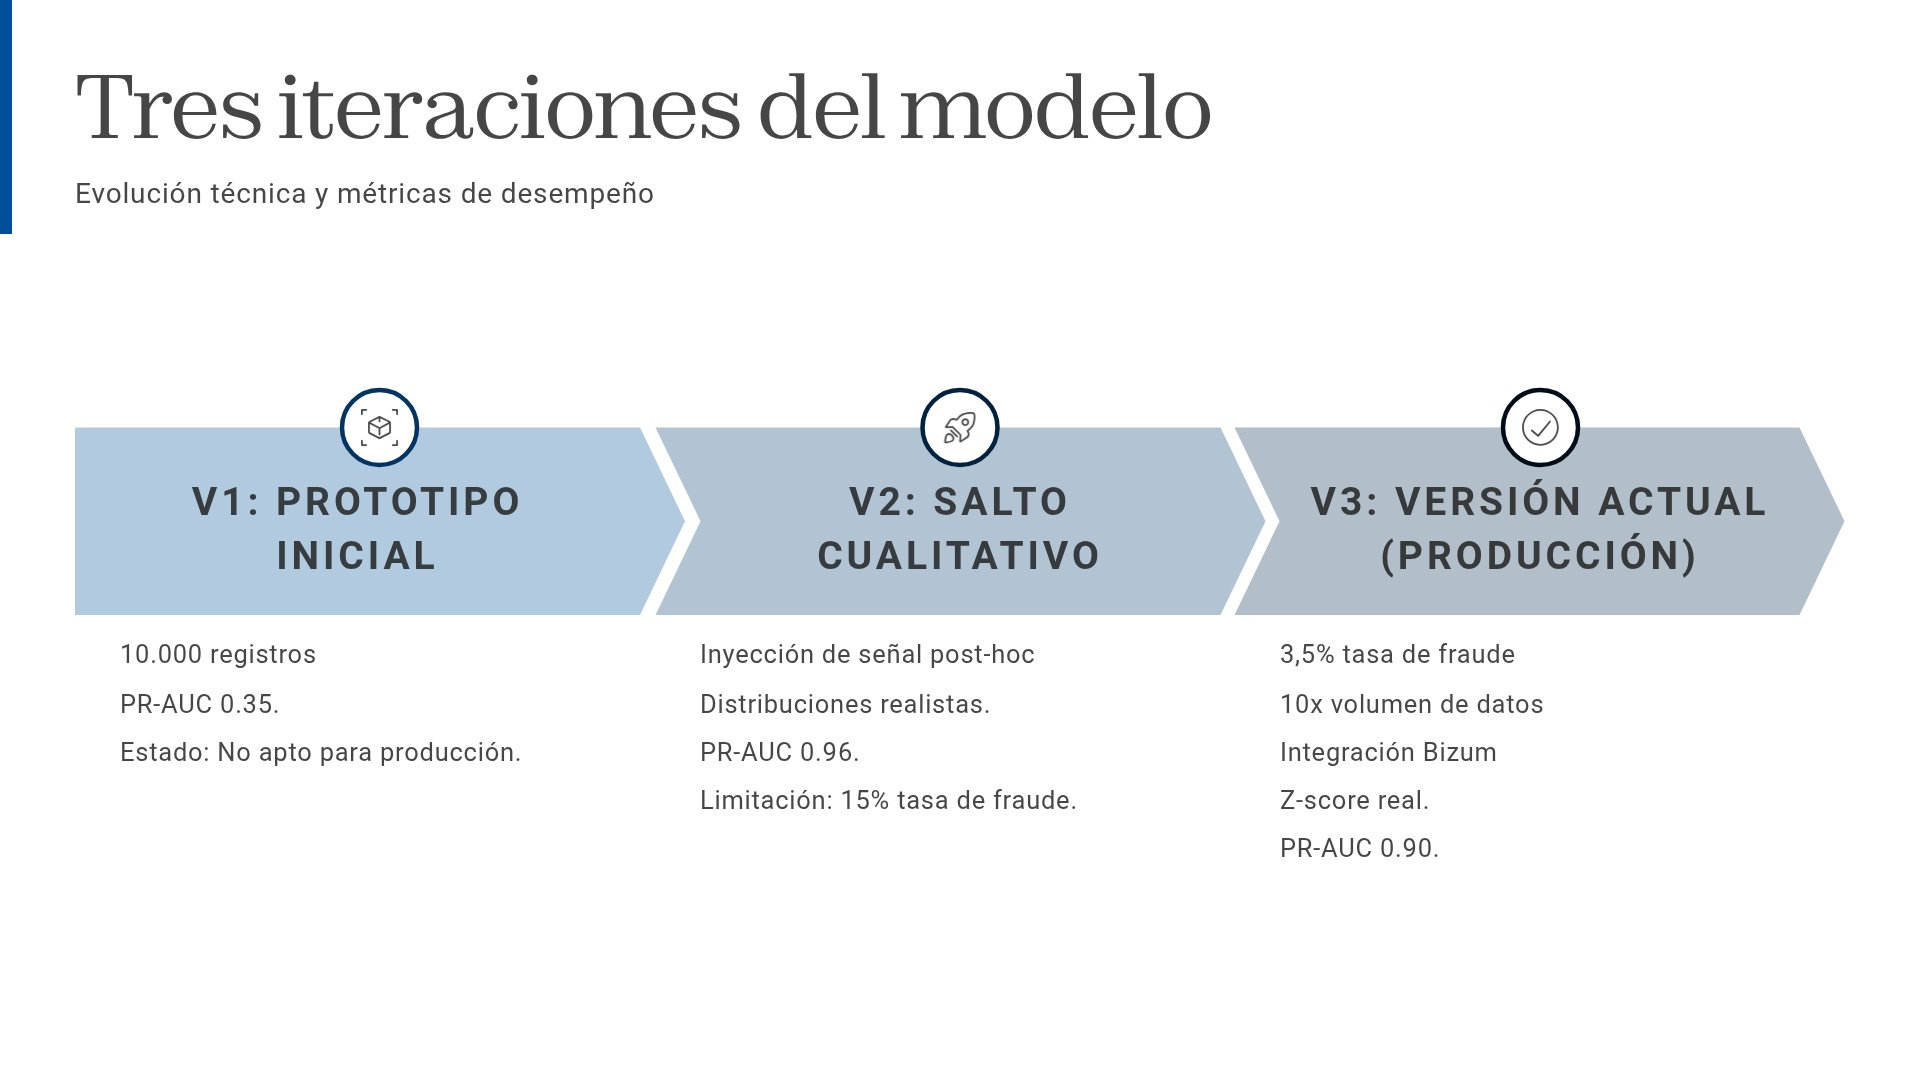 Tres iteraciones del modelo
Evolución técnica y métricas de desempeño
V1: PROTOTIPO
INICIAL
10.000 registros
PR-AUC 0.35.
Estado: No apto para producción.
V2: SALTO
CUALITATIVO
Inyección de señal post-hoc
Distribuciones realistas.
PR-AUC 0.96.
Limitación: 15% tasa de fraude.
V3: VERSIÓN ACTUAL
(PRODUCCIÓN)
3,5% tasa de fraude
10x volumen de datos
Integración Bizum
Z-score real.
PR-AUC 0.90.